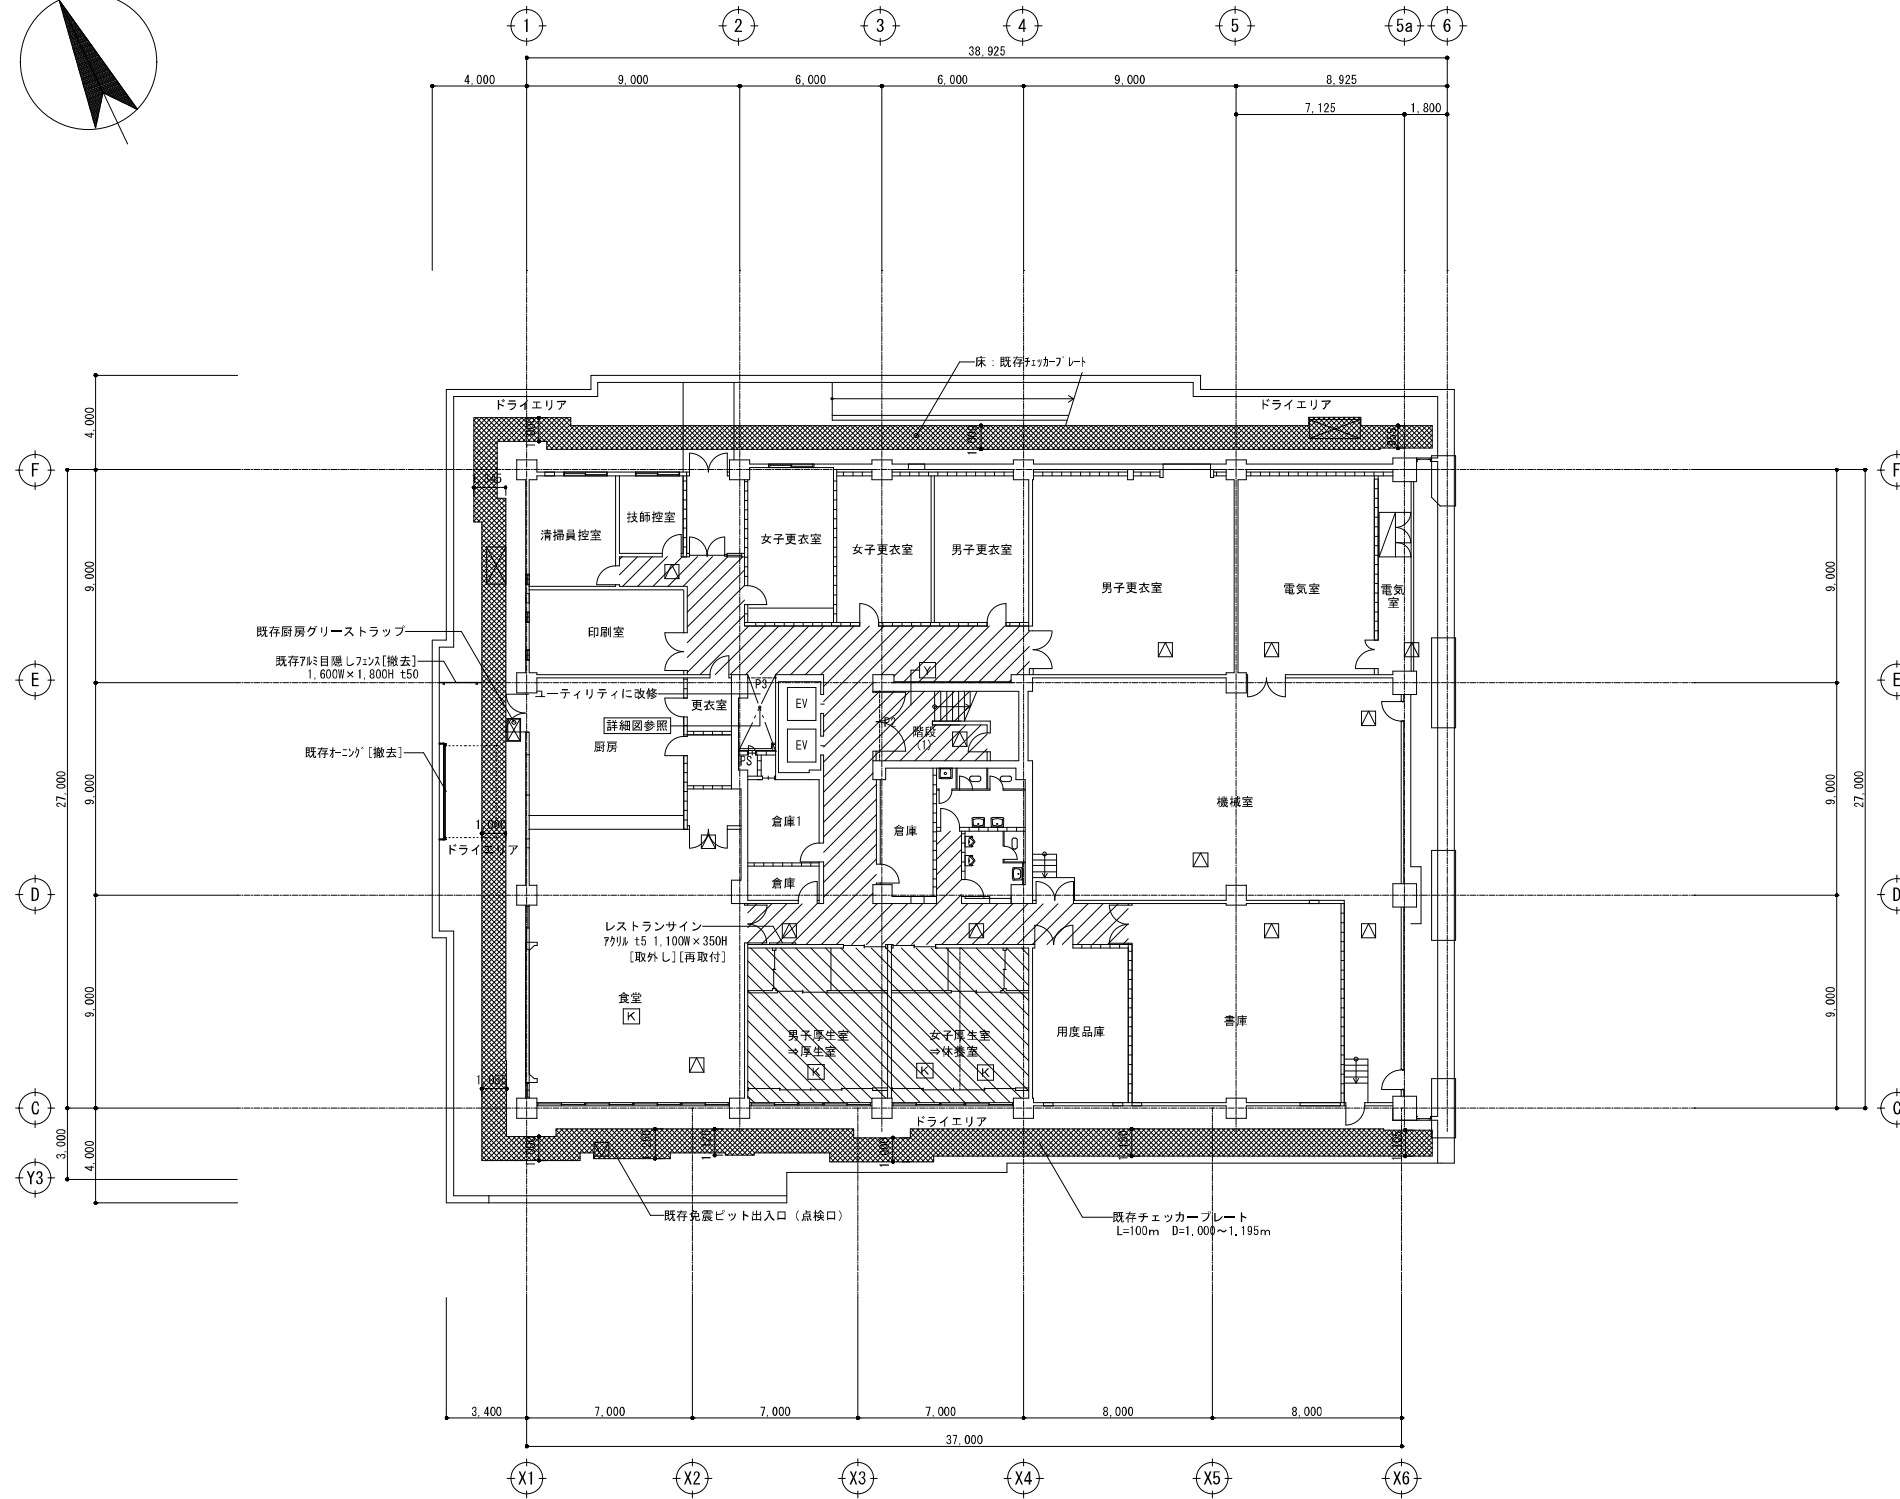 1 2 3 4 5 5a 6
38,925
4,000 9,000 6,000 6,000 9,000 8,925
7,125 1,800
床：既存ﾁｪｯｶｰﾌﾟﾚｰﾄ
ドライエリア
ドライエリア
4,000
F
F
1,000
清掃員控室
技師控室
女子更衣室
女子更衣室
男子更衣室
男子更衣室
電気室
電気
室
9,000
9,000
印刷室
既存厨房グリーストラップ
既存ｱﾙﾐ目隠しﾌｪﾝｽ[撤去]
1,600W×1,800H t50
E
E
Y
P3
ユーティリティに改修
更衣室
詳細図参照
厨房
EV
EV
PS
P2
階段
(1)
既存ｵｰﾆﾝｸﾞ[撤去]
27,000
9,000
9,000
27,000
機械室
倉庫1
倉庫
倉庫
ドライエリア
D
D
レストランサイン
ｱｸﾘﾙ t5 1,100W×350H
[取外し][再取付]
食堂
K
男子厚生室
⇒厚生室
K
女子厚生室
⇒休養室
K
K
用度品庫
書庫
9,000
9,000
C
C
ドライエリア
3,000
4,000
Y3
既存免震ピット出入口（点検口）
既存チェッカープレート
L=100m D=1,000～1,195m
3,400 7,000 7,000 7,000 8,000 8,000
37,000
X1 X2 X3 X4 X5 X6